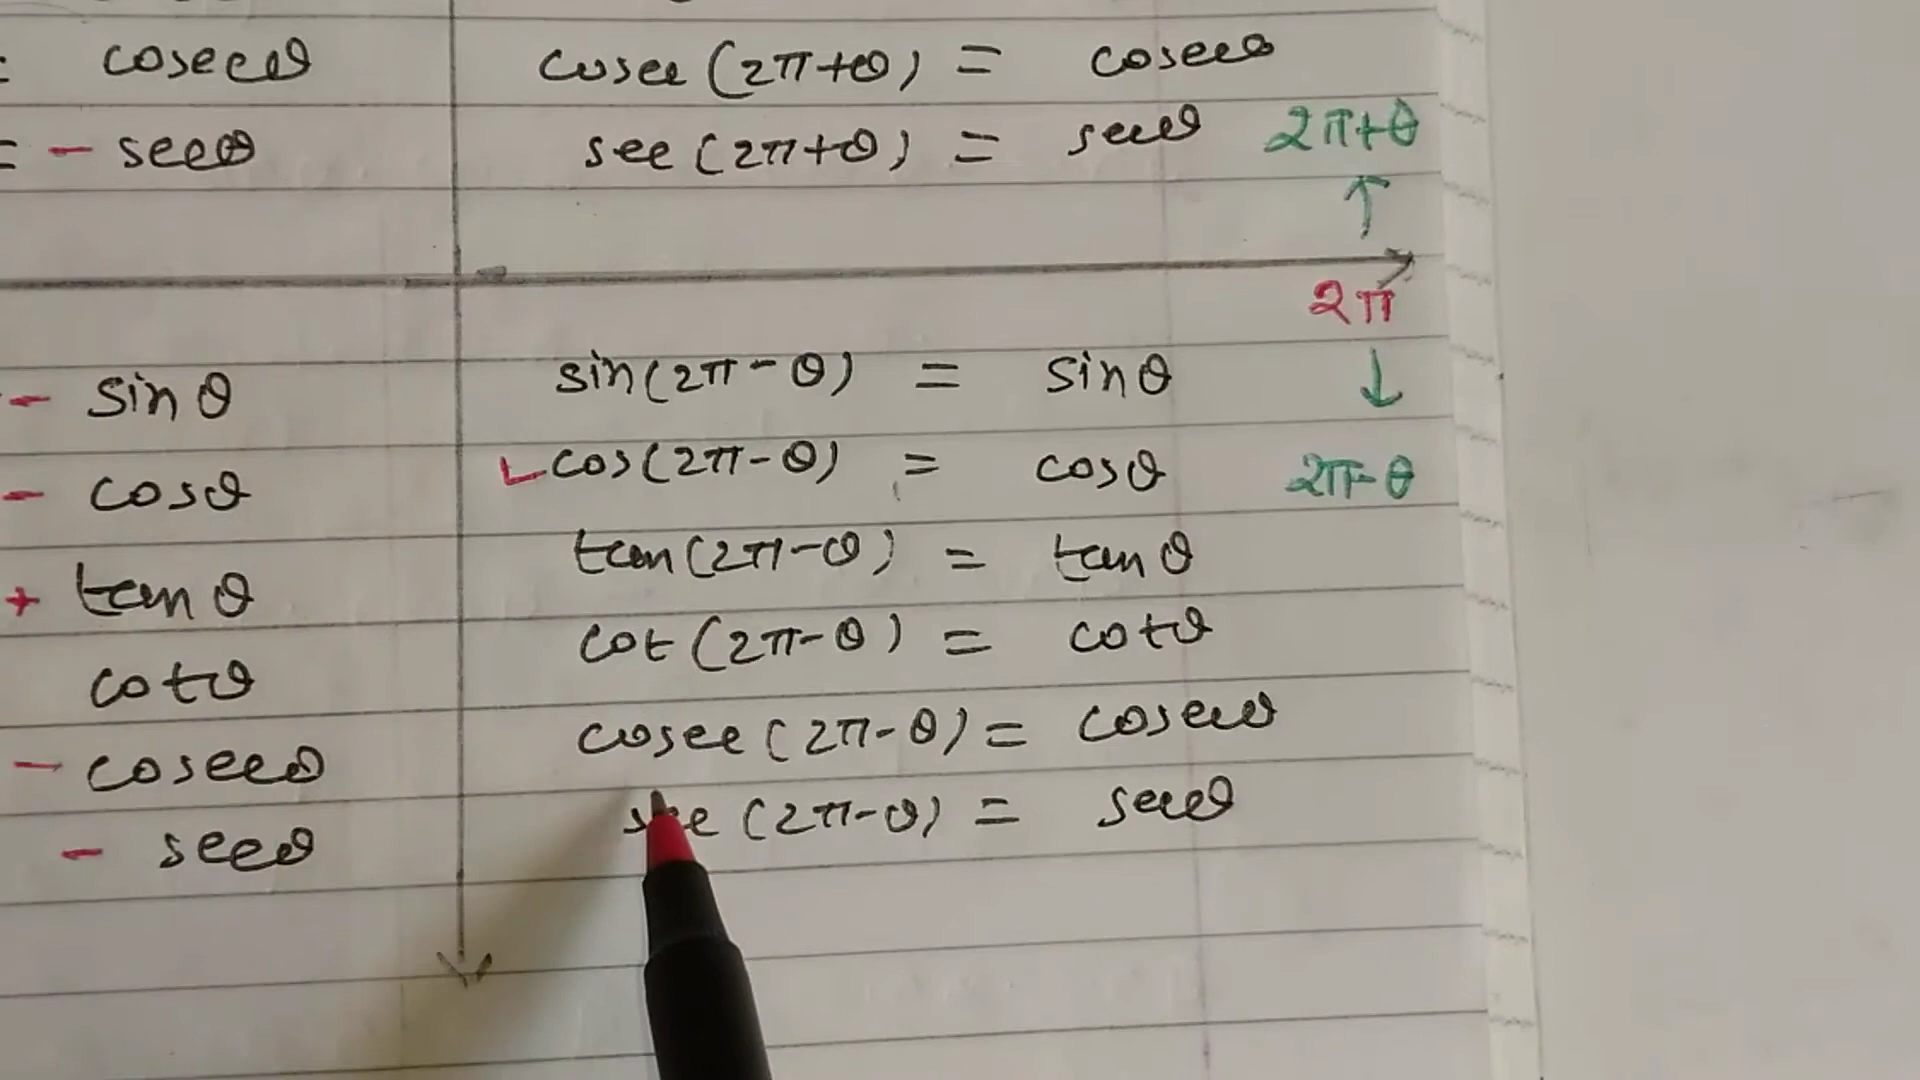 = cosecθ
cosec(2π+θ) = cosecθ
= - secθ
sec(2π+θ) = secθ 2π+θ
↑
2π
- sinθ
sin(2π-θ) = sinθ ↓
- cosθ
cos(2π-θ) = cosθ 2π-θ
+ tanθ
tan(2π-θ) = tanθ
cotθ
cot(2π-θ) = cotθ
- cosecθ
cosec(2π-θ) = cosecθ
- secθ
sec(2π-θ) = secθ